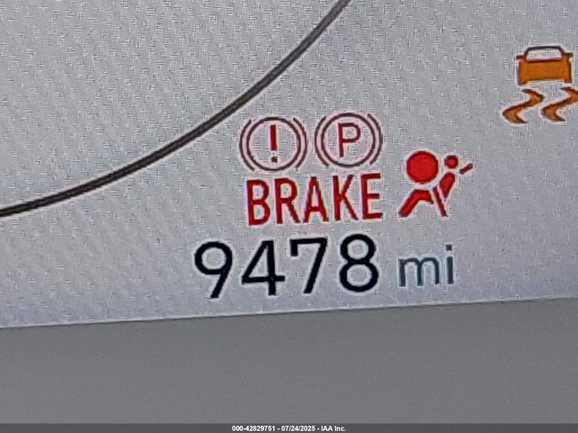 ! P
BRAKE
9478 mi
000-42829751 - 07/24/2025 - IAA Inc.